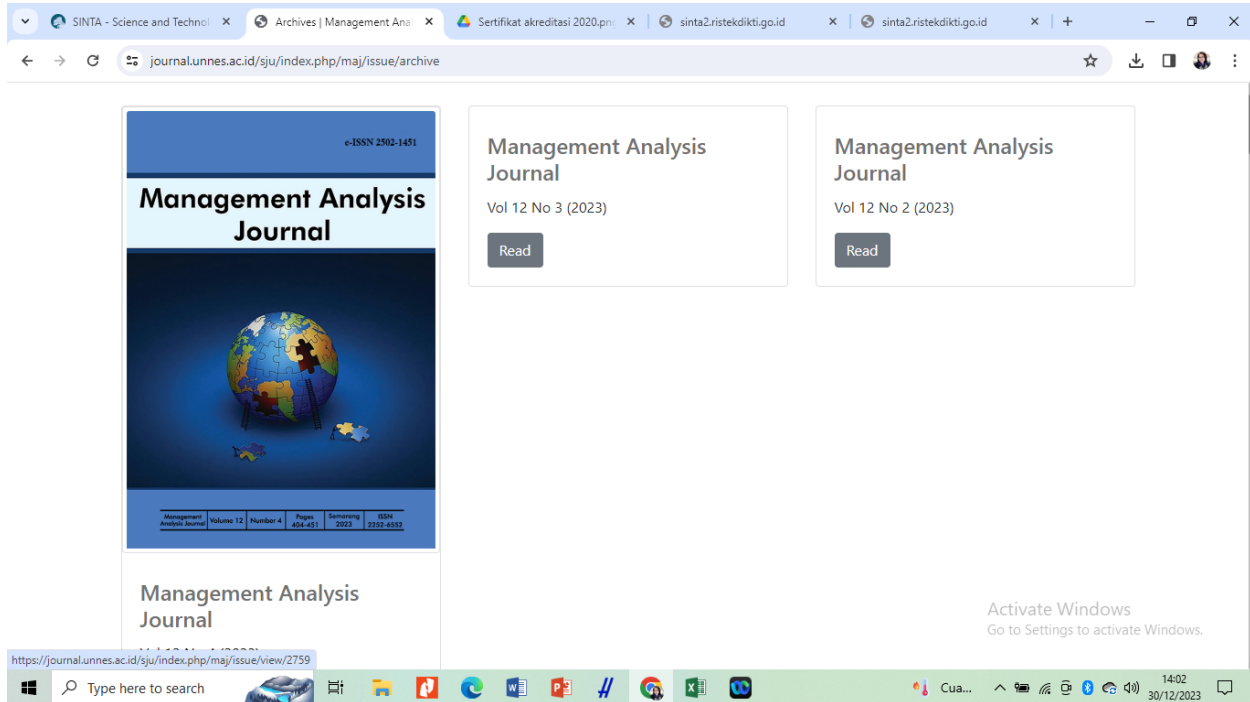 SINTA - Science and Technol
Archives | Management Anal
Sertifikat akreditasi 2020.pn
sinta2.ristekdikti.go.id
sinta2.ristekdikti.go.id
journal.unnes.ac.id/sju/index.php/maj/issue/archive
e-ISSN 2502-1451
Management Analysis
Journal
Management
Analysis Journal
Volume 12
Number 4
Pages
404-451
Semarang
2023
ISSN
2252-6552
Management Analysis
Journal
Management Analysis
Journal
Vol 12 No 3 (2023)
Read
Management Analysis
Journal
Vol 12 No 2 (2023)
Read
Activate Windows
Go to Settings to activate Windows.
https://journal.unnes.ac.id/sju/index.php/maj/issue/view/2759
Type here to search
Cua...
14:02
30/12/2023